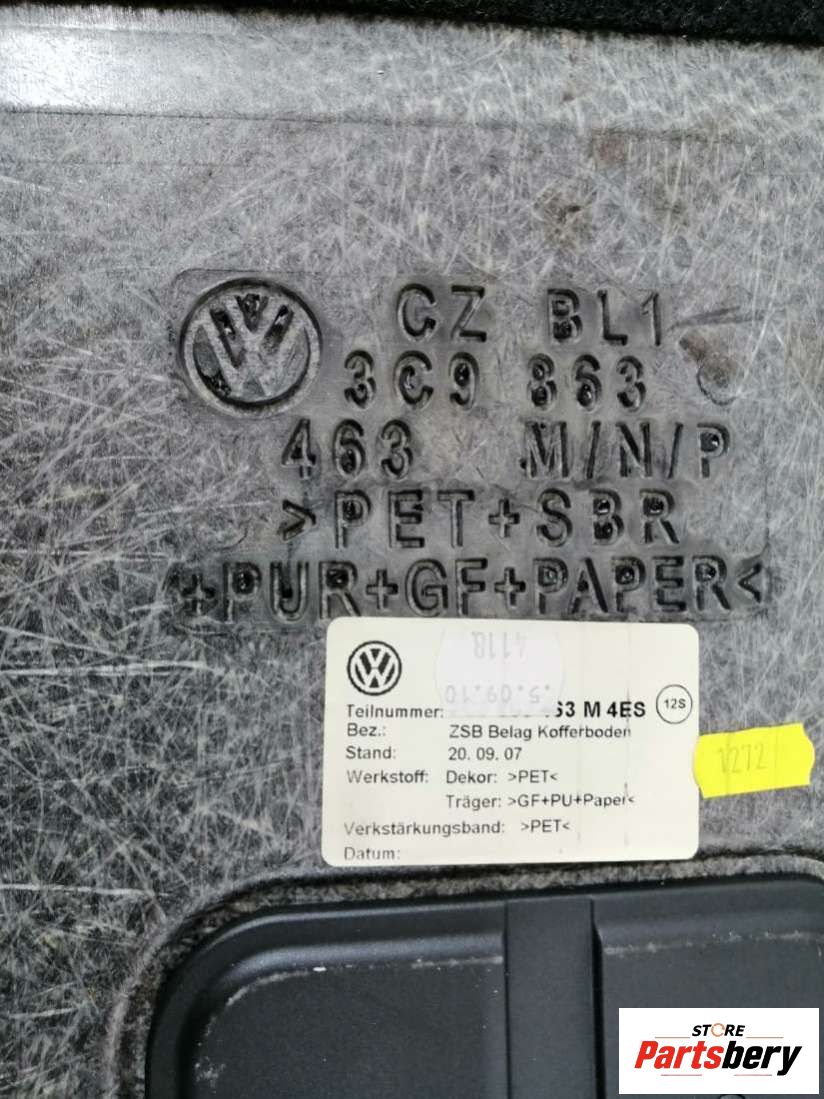 CZ BL1
3C9 863
463 M/N/P
>PET+SBR
+PUR+GF+PAPER<
4118
.5.09.10
Teilnummer: 63 M 4ES 12S
Bez.: ZSB Belag Kofferboden
Stand: 20. 09. 07
Werkstoff: Dekor: >PET<
Träger: >GF+PU+Paper<
Verkstärkungsband: >PET<
Datum:
1272
STORE
Partsbery